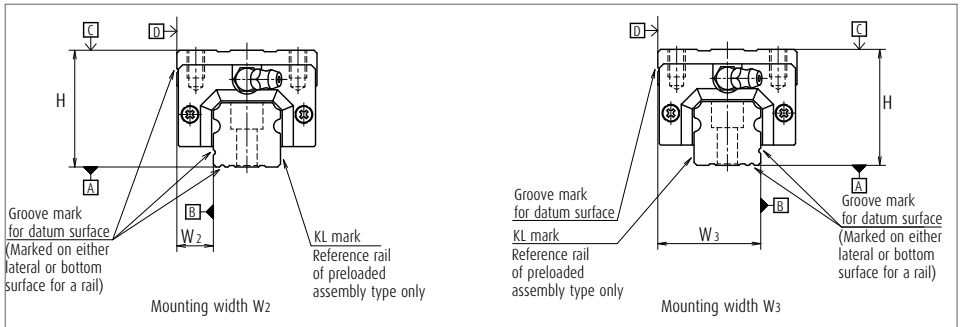 D
C
H
A
B
W2
Groove mark
for datum surface
(Marked on either
lateral or bottom
surface for a rail)
KL mark
Reference rail
of preloaded
assembly type only
Mounting width W2
D
C
H
A
B
W3
Groove mark
for datum surface
KL mark
Reference rail
of preloaded
assembly type only
Groove mark
for datum surface
(Marked on either
lateral or bottom
surface for a rail)
Mounting width W3